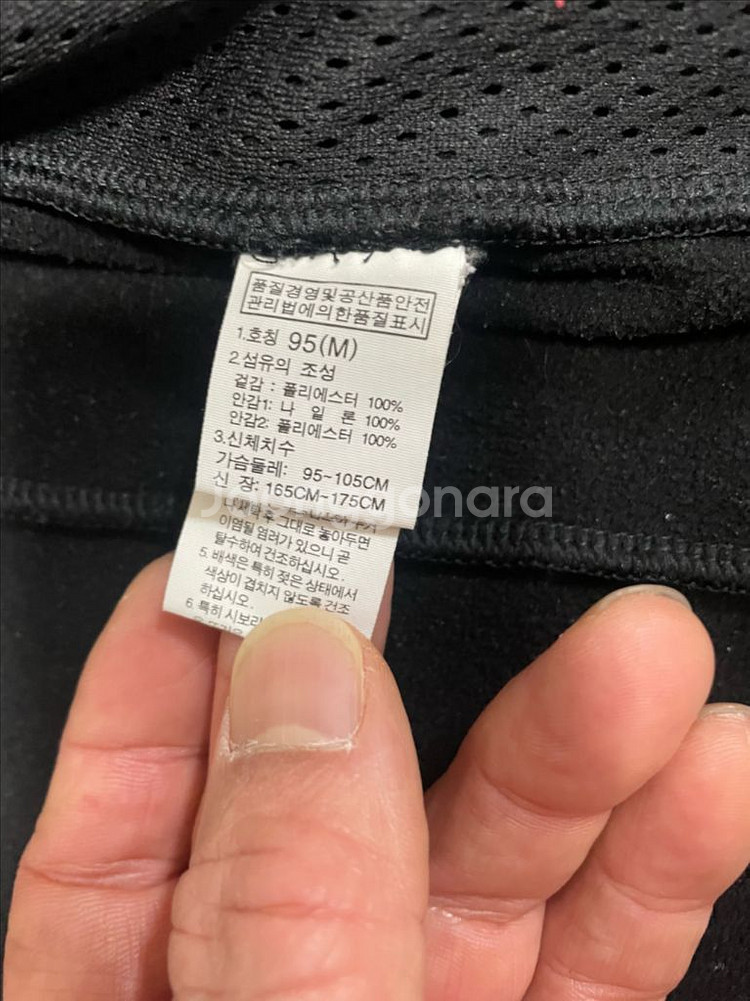 품질경영및공산품안전
관리법에의한품질표시
1.호칭 95(M)
2.섬유의 조성
겉감 : 폴리에스터 100%
안감1: 나 일 론 100%
안감2: 폴리에스터 100%
3.신체치수
가슴둘레: 95~105CM
신 장: 165CM~175CM
이염될 염려가 있으니 곧
탈수하여 건조하십시오.
5. 배색은 특히 젖은 상태에서
색상이 겹치지 않도록 건조
하십시오.
6. 특히 시보리